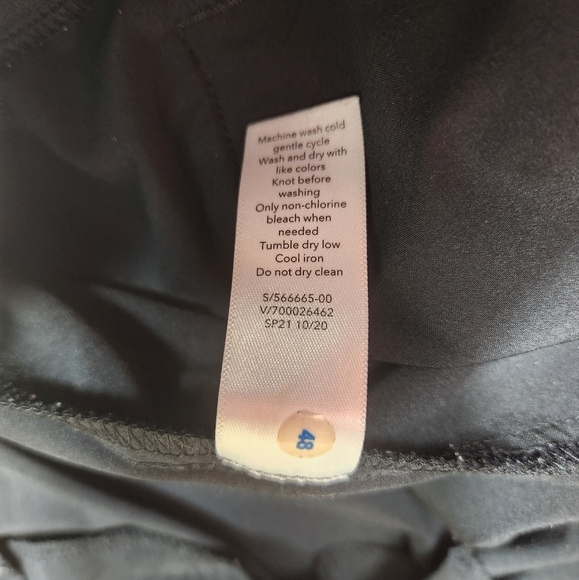 Machine wash cold
gentle cycle
Wash and dry with
like colors
Knot before
washing
Only non-chlorine
bleach when
needed
Tumble dry low
Cool iron
Do not dry clean
S/566665-00
V/700026462
SP21 10/20
48